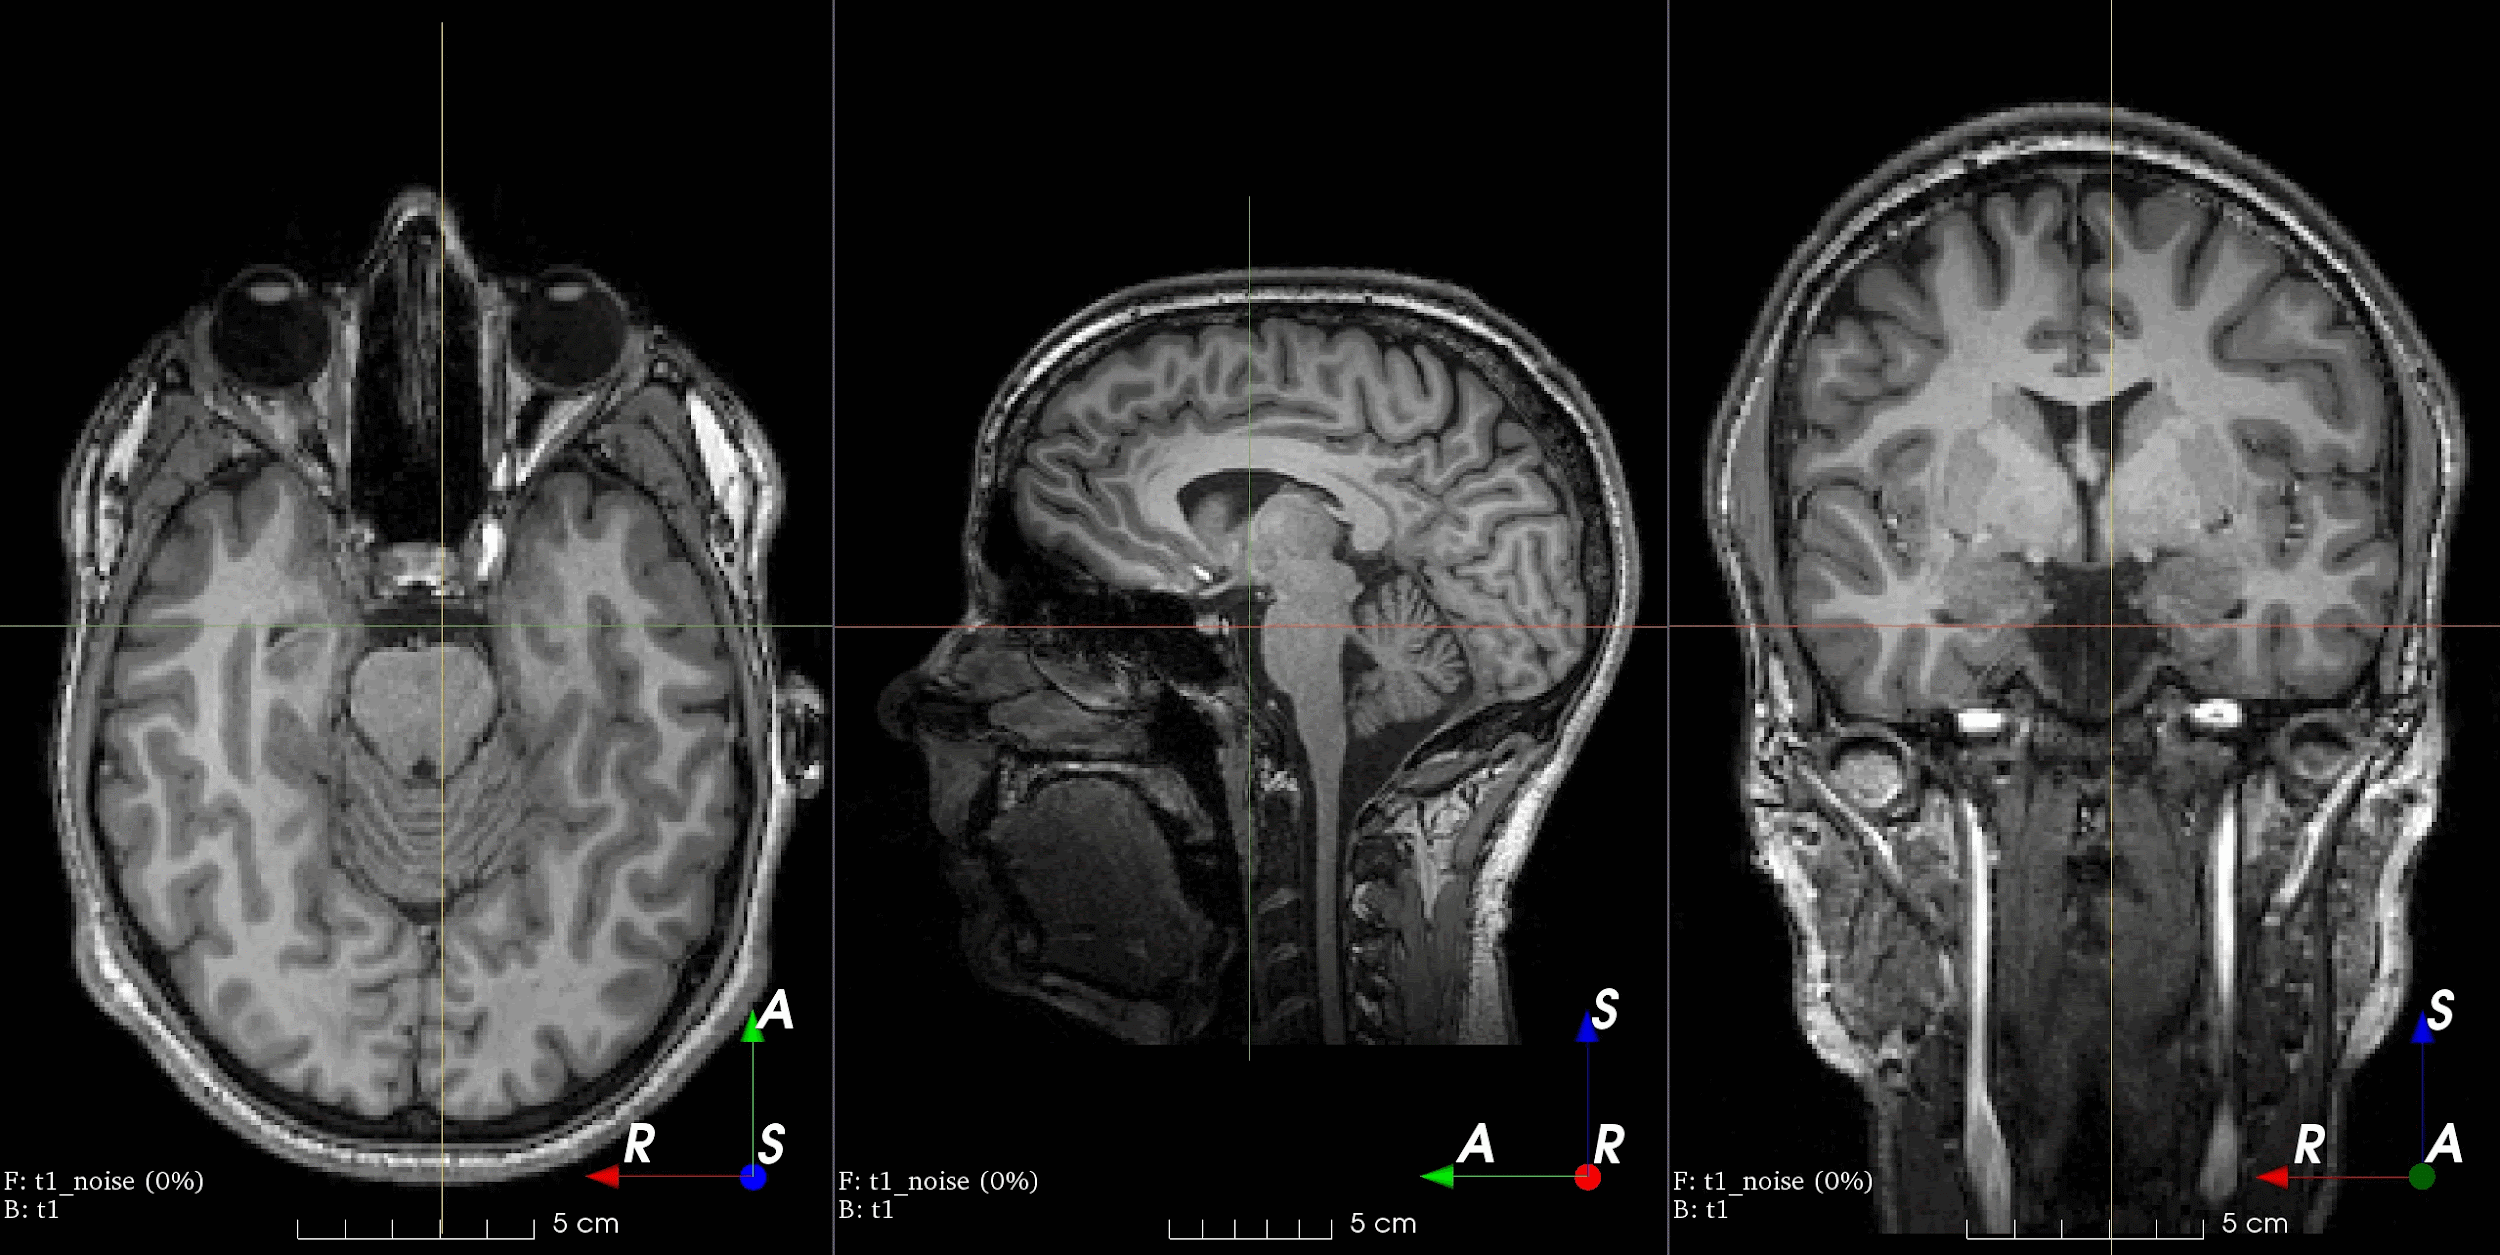 A
R
S
F: t1_noise (0%)
B: t1
5 cm
S
A
R
F: t1_noise (0%)
B: t1
5 cm
S
R
A
F: t1_noise (0%)
B: t1
5 cm